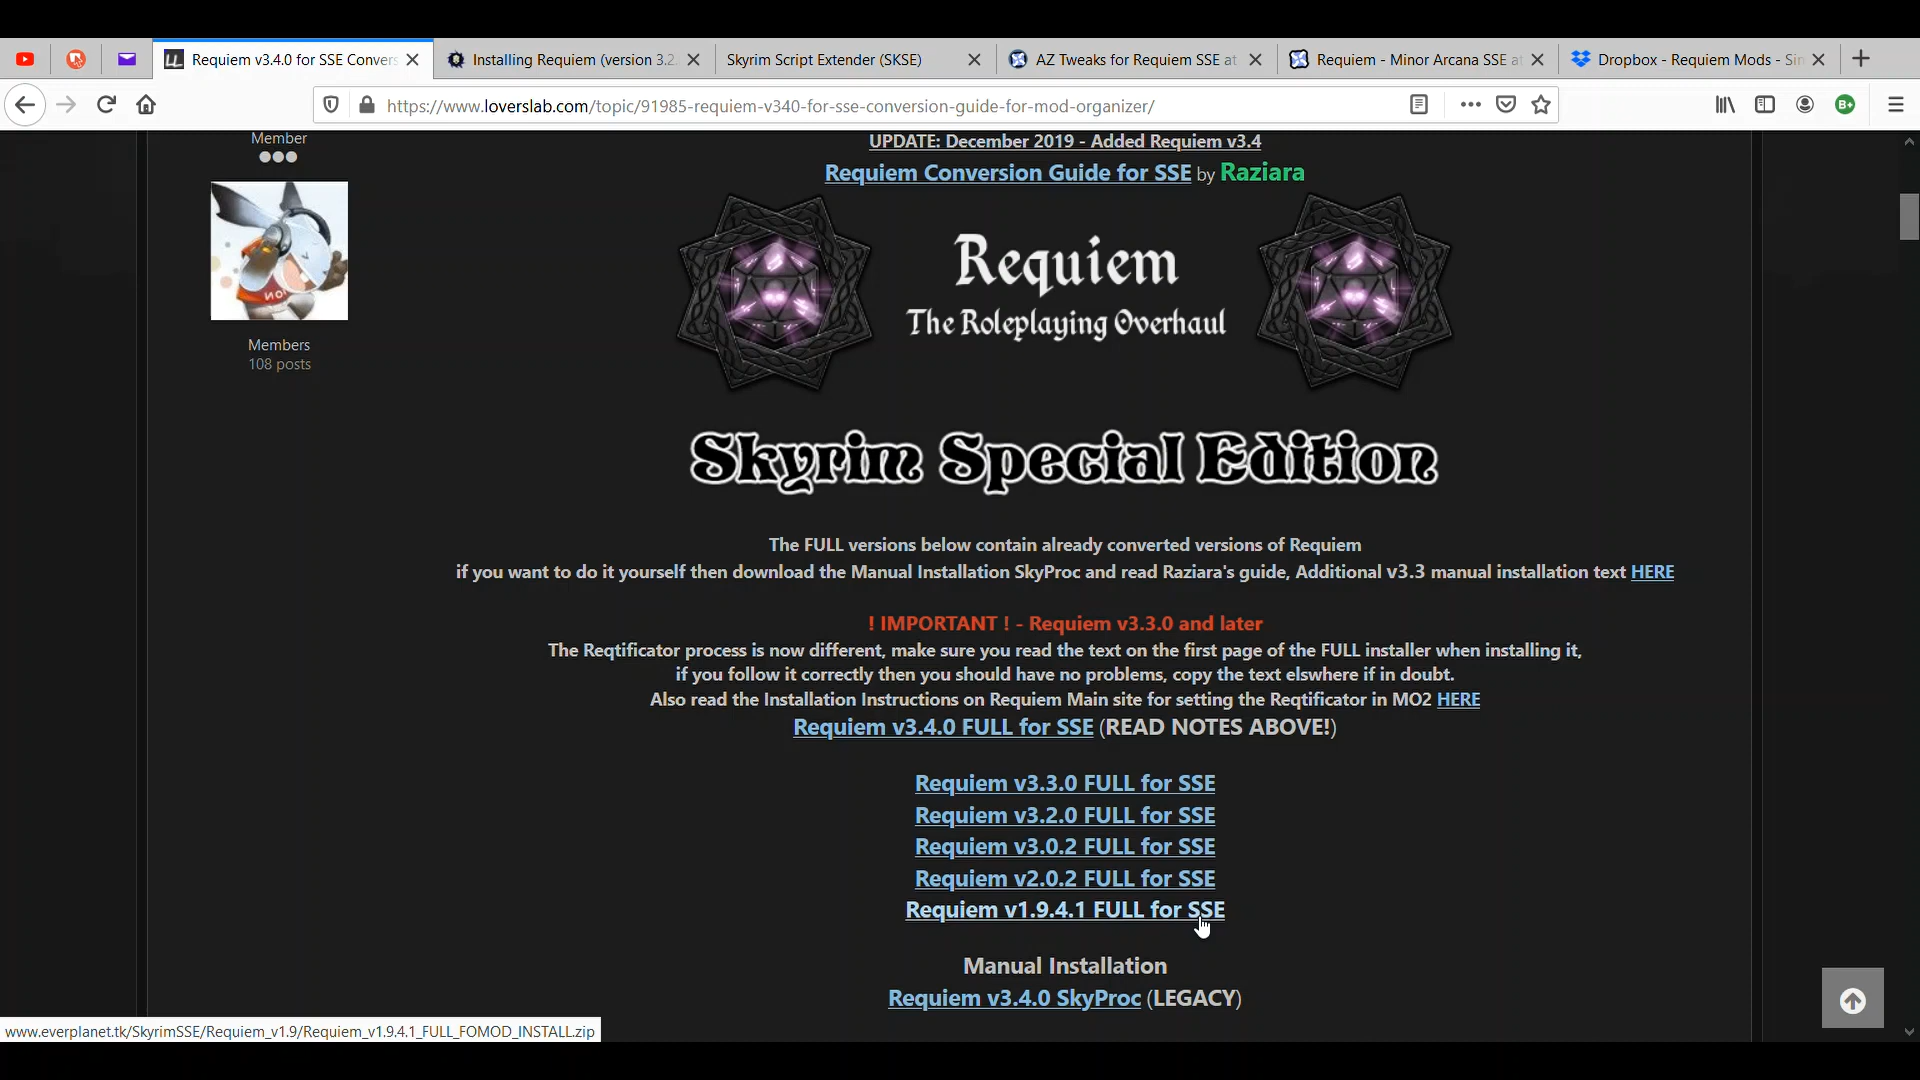 Requiem v3.4.0 for SSE Convers
Installing Requiem (version 3.2.
Skyrim Script Extender (SKSE)
AZ Tweaks for Requiem SSE at
Requiem - Minor Arcana SSE at
Dropbox - Requiem Mods - Sin
https://www.loverslab.com/topic/91985-requiem-v340-for-sse-conversion-guide-for-mod-organizer/
B+
Member
UPDATE: December 2019 - Added Requiem v3.4
Requiem Conversion Guide for SSE by Raziara
Requiem
The Roleplaying Overhaul
Members
108 posts
Skyrim Special Edition
The FULL versions below contain already converted versions of Requiem
if you want to do it yourself then download the Manual Installation SkyProc and read Raziara's guide, Additional v3.3 manual installation text HERE
! IMPORTANT ! - Requiem v3.3.0 and later
The Reqtificator process is now different, make sure you read the text on the first page of the FULL installer when installing it,
if you follow it correctly then you should have no problems, copy the text elswhere if in doubt.
Also read the Installation Instructions on Requiem Main site for setting the Reqtificator in MO2 HERE
Requiem v3.4.0 FULL for SSE (READ NOTES ABOVE!)
Requiem v3.3.0 FULL for SSE
Requiem v3.2.0 FULL for SSE
Requiem v3.0.2 FULL for SSE
Requiem v2.0.2 FULL for SSE
Requiem v1.9.4.1 FULL for SSE
Manual Installation
Requiem v3.4.0 SkyProc (LEGACY)
www.everplanet.tk/SkyrimSSE/Requiem_v1.9/Requiem_v1.9.4.1_FULL_FOMOD_INSTALL.zip